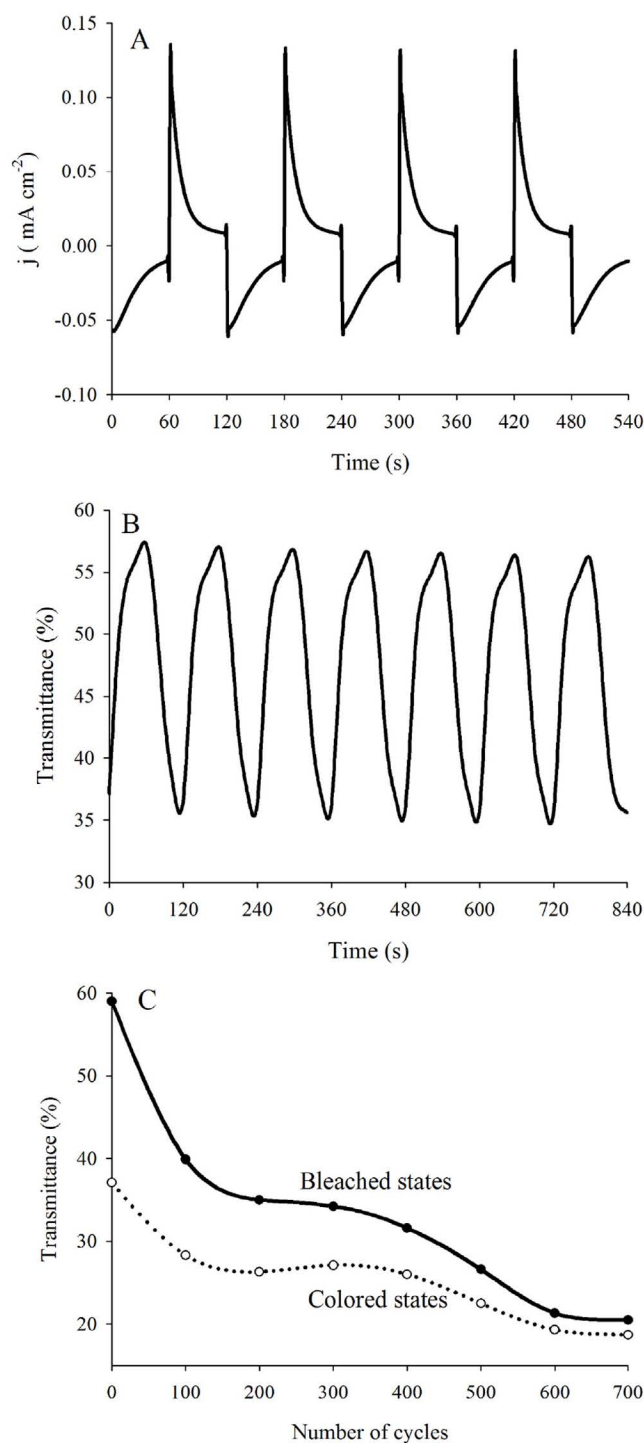 A
0.15
0.10
0.05
0.00
-0.05
-0.10
j ( mA cm-2)
0 60 120 180 240 300 360 420 480 540
Time (s)
B
60
55
50
45
40
35
30
Transmittance (%)
0 120 240 360 480 600 720 840
Time (s)
C
60
50
40
30
20
Transmittance (%)
Bleached states
Colored states
0 100 200 300 400 500 600 700
Number of cycles